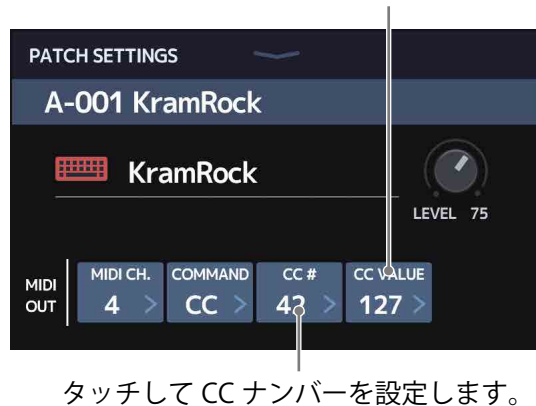 PATCH SETTINGS
A-001 KramRock
KramRock
LEVEL 75
MIDI OUT
MIDI CH. COMMAND CC # CC VALUE
4 CC 42 127
タッチして CC ナンバーを設定します。